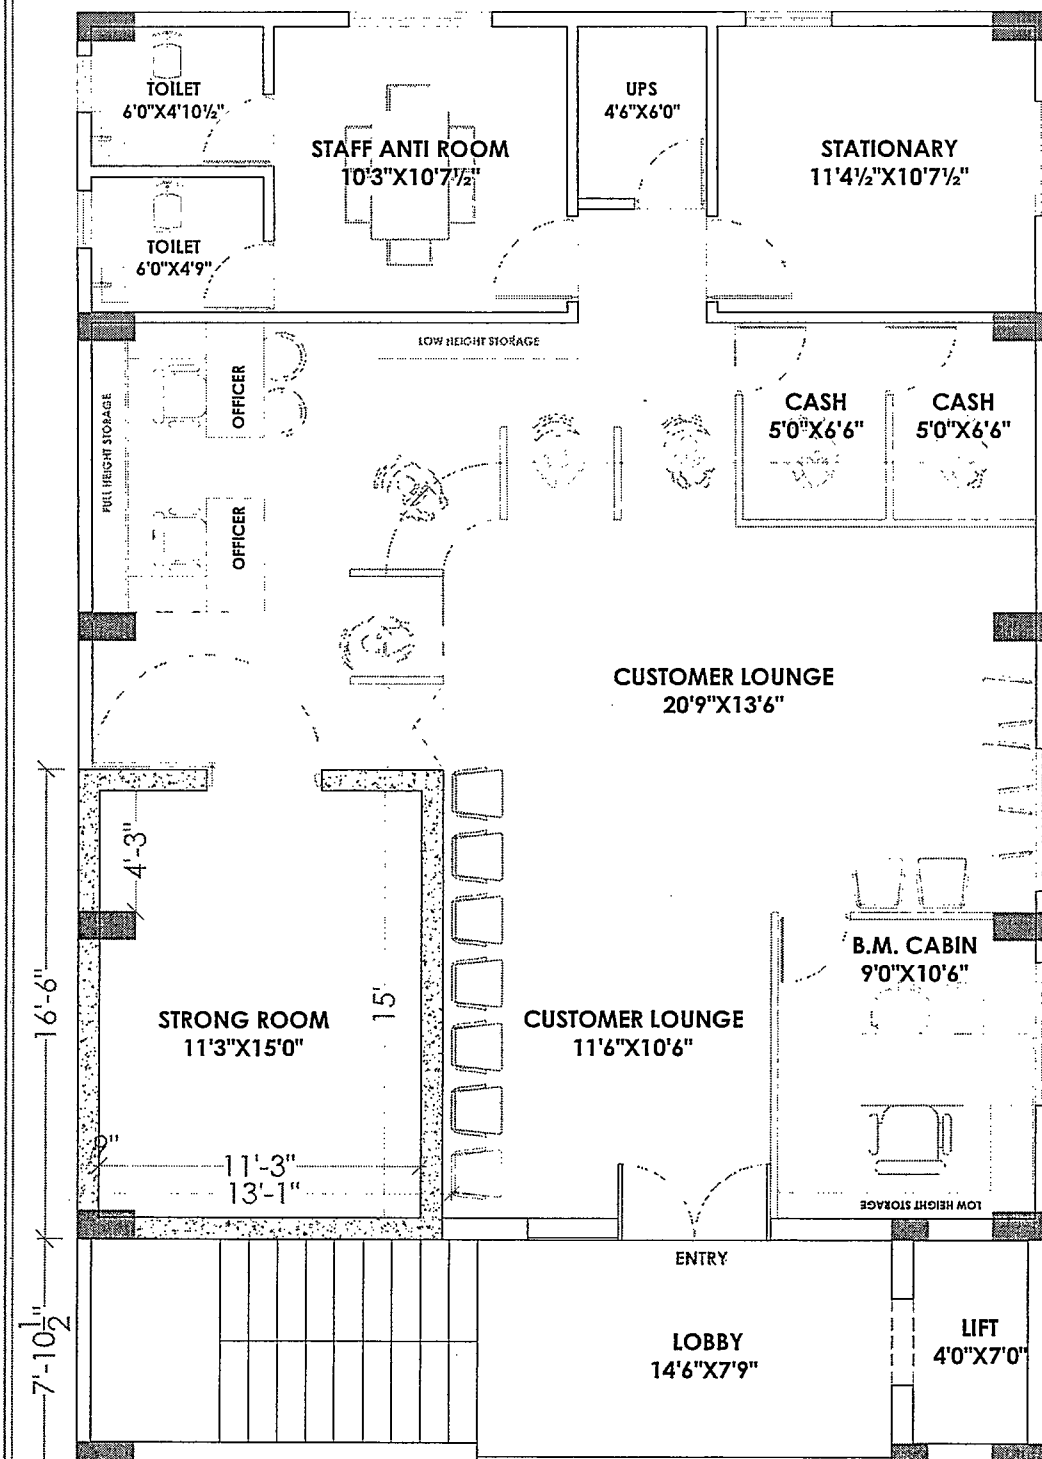 TOILET
6'0"X4'10½"
STAFF ANTI ROOM
10'3"X10'7½"
UPS
4'6"X6'0"
STATIONARY
11'4½"X10'7½"
TOILET
6'0"X4'9"
LOW HEIGHT STORAGE
FULL HEIGHT STORAGE
OFFICER
CASH
5'0"X6'6"
CASH
5'0"X6'6"
OFFICER
CUSTOMER LOUNGE
20'9"X13'6"
4'-3"
16'-6"
15'
STRONG ROOM
11'3"X15'0"
CUSTOMER LOUNGE
11'6"X10'6"
B.M. CABIN
9'0"X10'6"
9"
11'-3"
13'-1"
LOW HEIGHT STORAGE
ENTRY
7'-10½"
LOBBY
14'6"X7'9"
LIFT
4'0"X7'0"